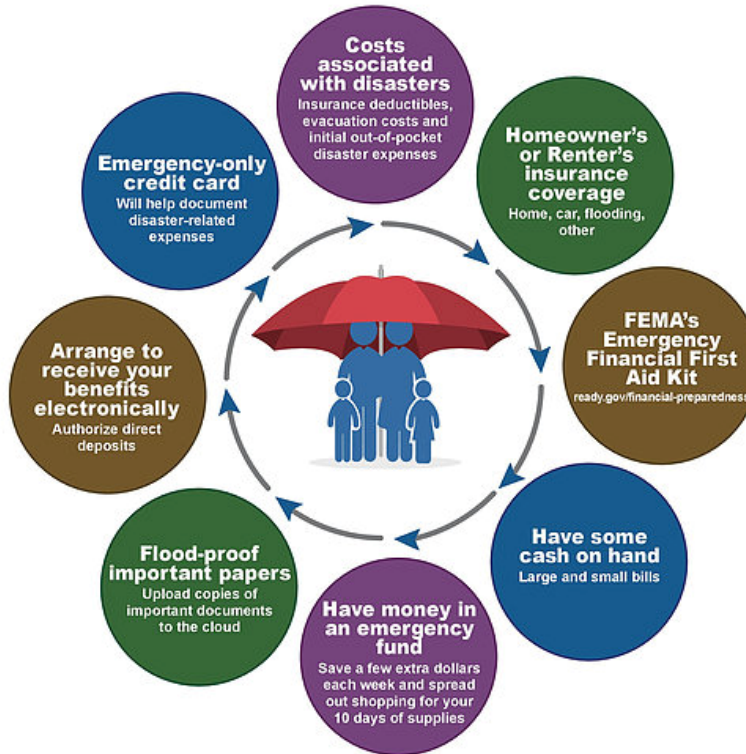 Costs
associated
with disasters
Insurance deductibles,
evacuation costs and
initial out-of-pocket
disaster expenses
Homeowner's
or Renter's
insurance
coverage
Home, car, flooding,
other
FEMA's
Emergency
Financial First
Aid Kit
ready.gov/financial-preparedness
Have some
cash on hand
Large and small bills
Have money in
an emergency
fund
Save a few extra dollars
each week and spread
out shopping for your
10 days of supplies
Flood-proof
important papers
Upload copies of
important documents
to the cloud
Arrange to
receive your
benefits
electronically
Authorize direct
deposits
Emergency-only
credit card
Will help document
disaster-related
expenses